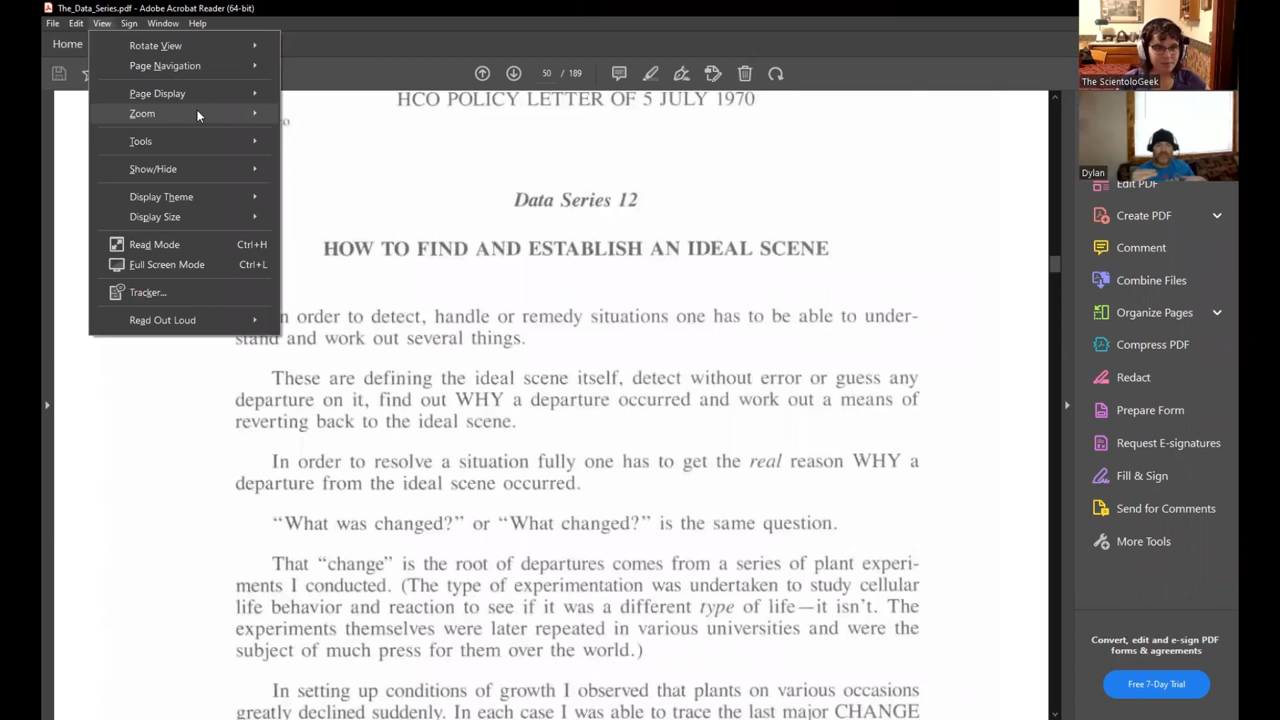 The_Data_Series.pdf - Adobe Acrobat Reader (64-bit)
File Edit View Sign Window Help
Home
Rotate View
Page Navigation
Page Display
Zoom
Tools
Show/Hide
Display Theme
Display Size
Read Mode Ctrl+H
Full Screen Mode Ctrl+L
Tracker...
Read Out Loud
50 / 189
HCO POLICY LETTER OF 5 JULY 1970
Data Series 12
HOW TO FIND AND ESTABLISH AN IDEAL SCENE
n order to detect, handle or remedy situations one has to be able to under-
stand and work out several things.
These are defining the ideal scene itself, detect without error or guess any
departure on it, find out WHY a departure occurred and work out a means of
reverting back to the ideal scene.
In order to resolve a situation fully one has to get the real reason WHY a
departure from the ideal scene occurred.
“What was changed?” or “What changed?” is the same question.
That “change” is the root of departures comes from a series of plant experi-
ments I conducted. (The type of experimentation was undertaken to study cellular
life behavior and reaction to see if it was a different type of life—it isn't. The
experiments themselves were later repeated in various universities and were the
subject of much press for them over the world.)
In setting up conditions of growth I observed that plants on various occasions
greatly declined suddenly. In each case I was able to trace the last major CHANGE
The ScientoloGeek
Dylan
Edit PDF
Create PDF
Comment
Combine Files
Organize Pages
Compress PDF
Redact
Prepare Form
Request E-signatures
Fill & Sign
Send for Comments
More Tools
Convert, edit and e-sign PDF
forms & agreements
Free 7-Day Trial